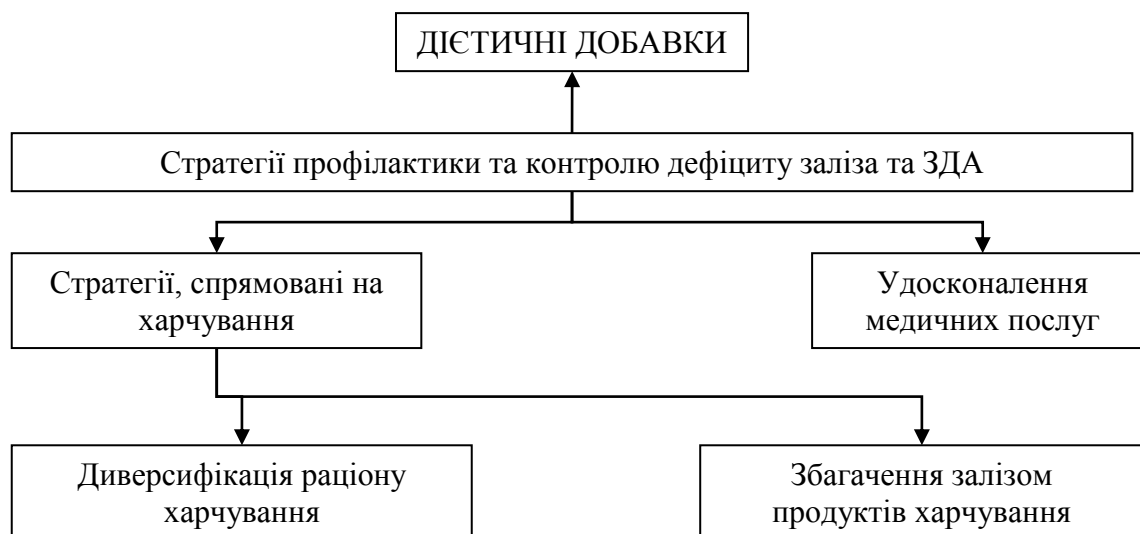 ДІЄТИЧНІ ДОБАВКИ
Стратегії профілактики та контролю дефіциту заліза та ЗДА
Стратегії, спрямовані на
харчування
Удосконалення
медичних послуг
Диверсифікація раціону
харчування
Збагачення залізом
продуктів харчування